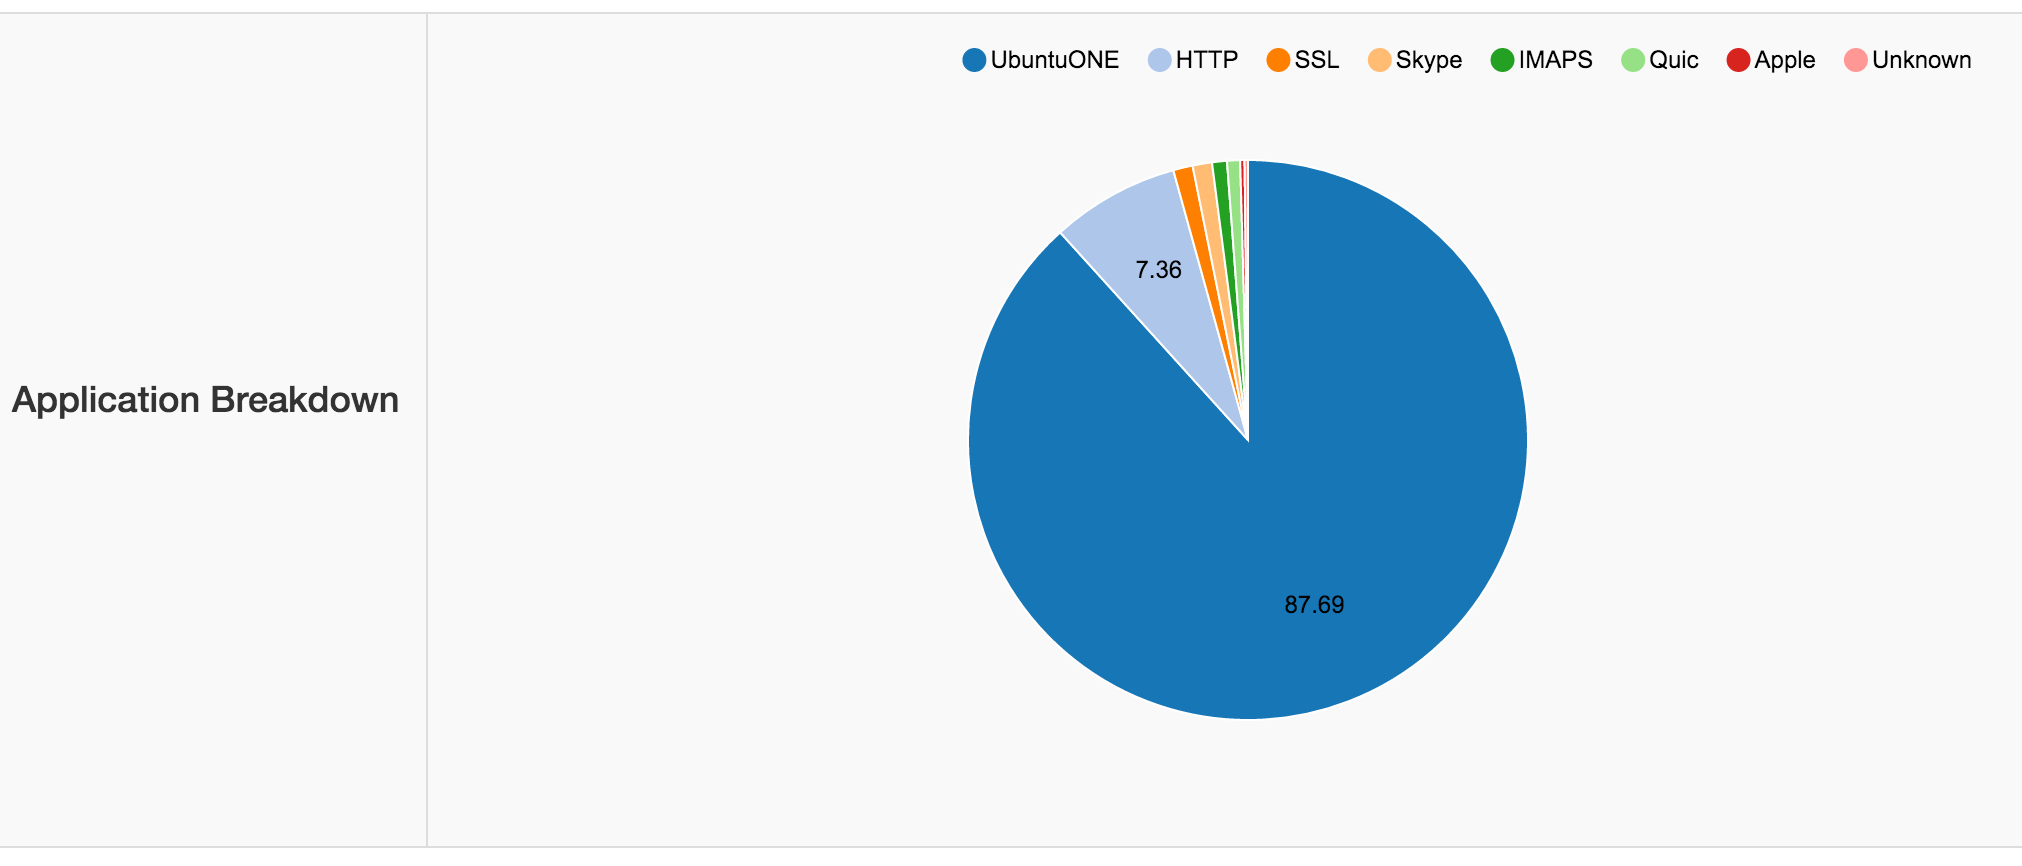 UbuntuONE HTTP SSL Skype IMAPS Quic Apple Unknown
7.36
Application Breakdown
87.69